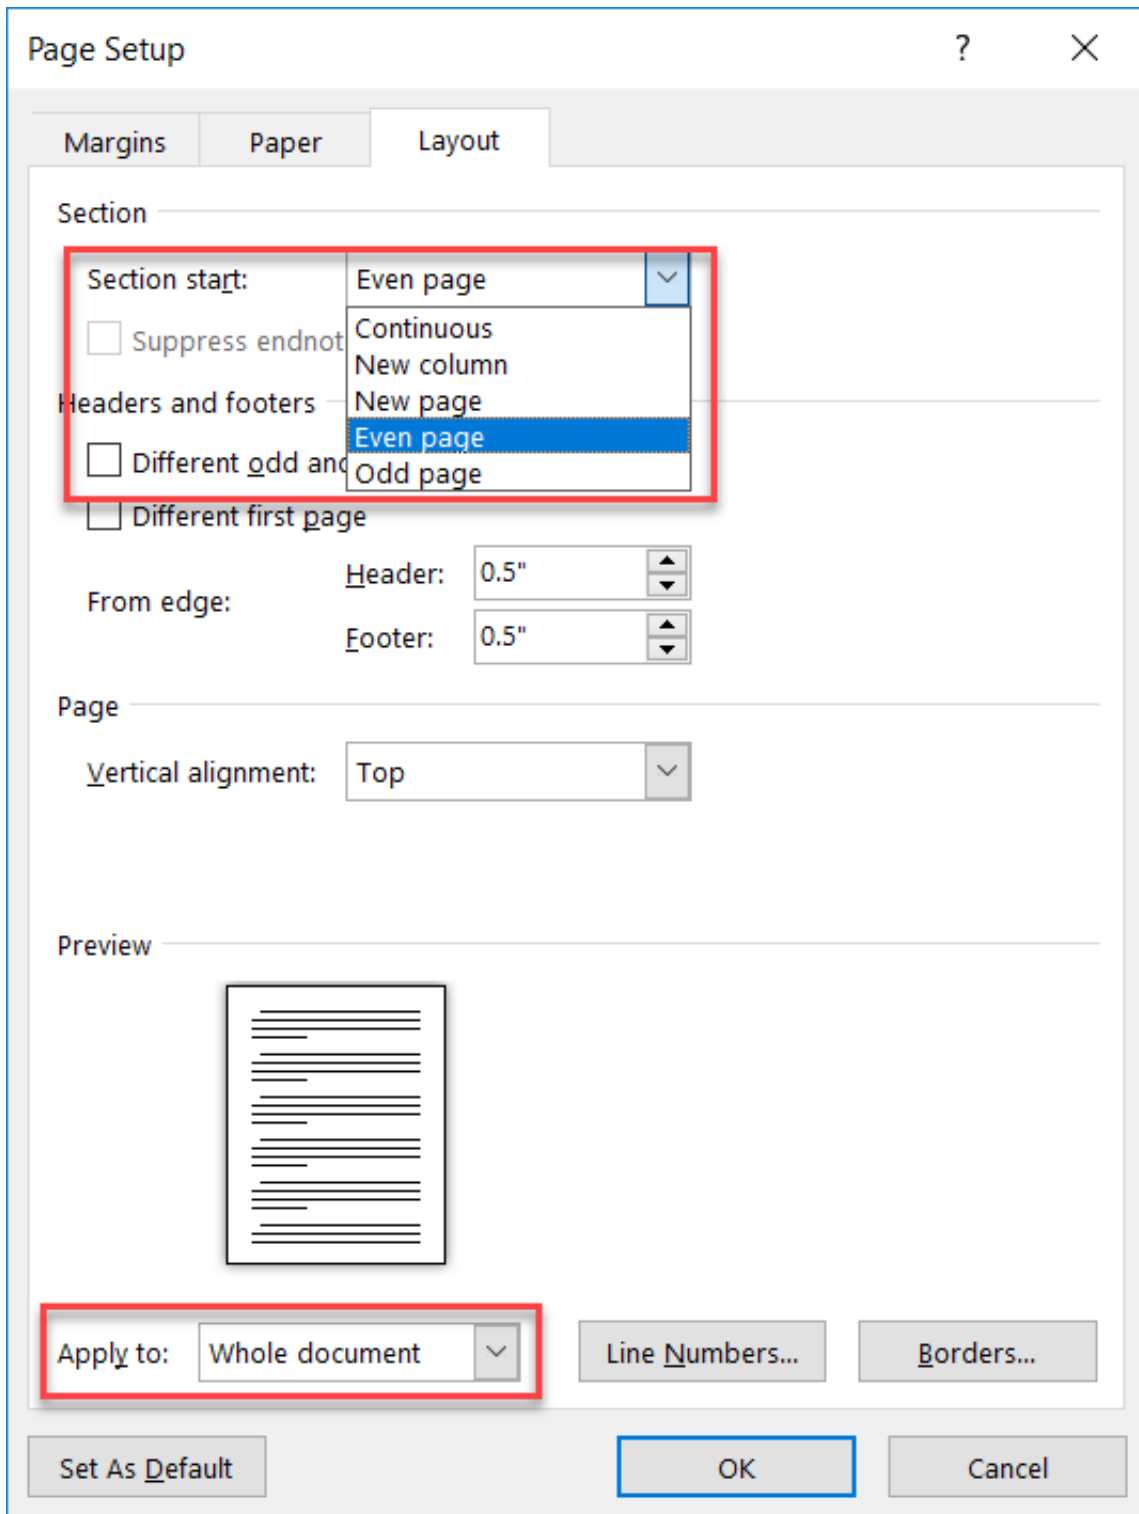 Page Setup ?
Margins Paper Layout
Section
Section start: Even page
Continuous
Suppress endnot
New column
Headers and footers New page
Even page
Different odd and
Odd page
Different first page
Header: 0.5"
From edge:
Footer: 0.5"
Page
Vertical alignment: Top
Preview
Apply to: Whole document Line Numbers... Borders...
Set As Default OK Cancel